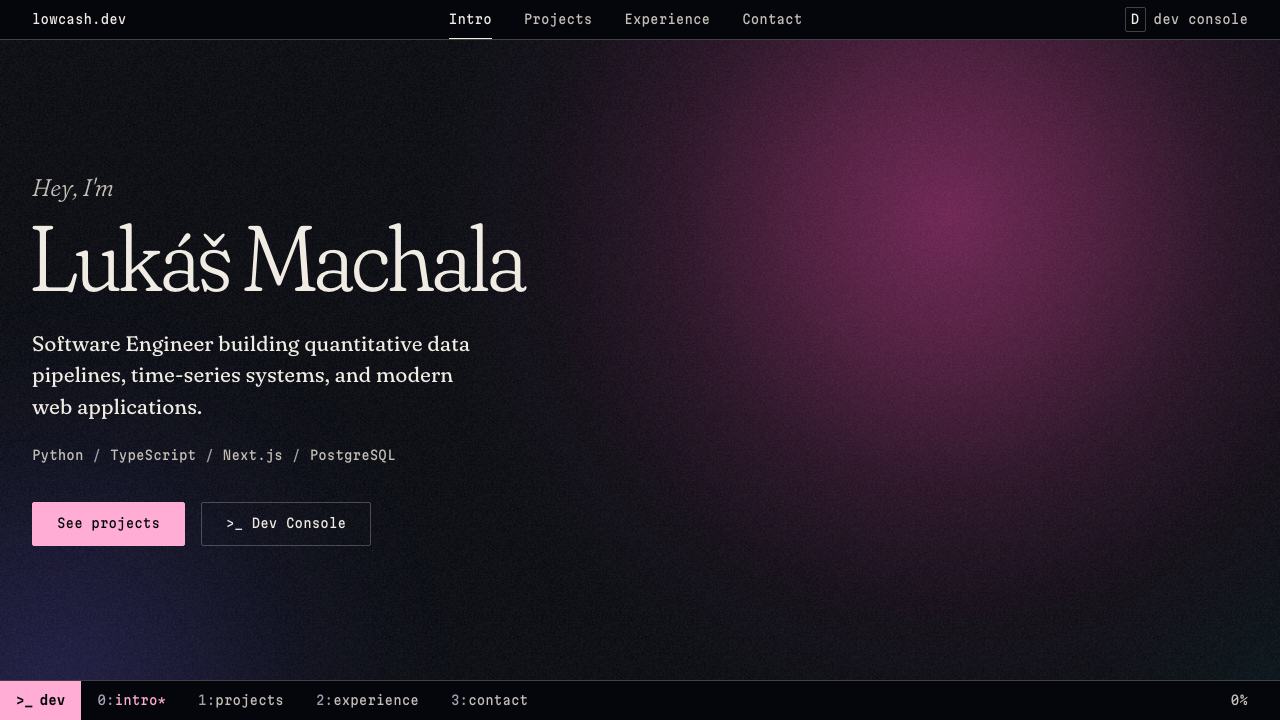 lowcash.dev
Intro Projects Experience Contact
D dev console
Hey, I'm
Lukáš Machala
Software Engineer building quantitative data
pipelines, time-series systems, and modern
web applications.
Python / TypeScript / Next.js / PostgreSQL
See projects
>_ Dev Console
>_ dev 0:intro* 1:projects 2:experience 3:contact 0%